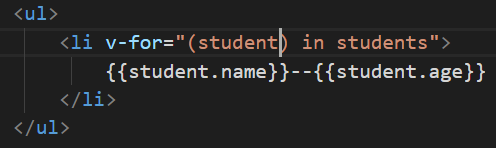 <ul>
<li v-for="(student) in students">
{{student.name}}--{{student.age}}
</li>
</ul>